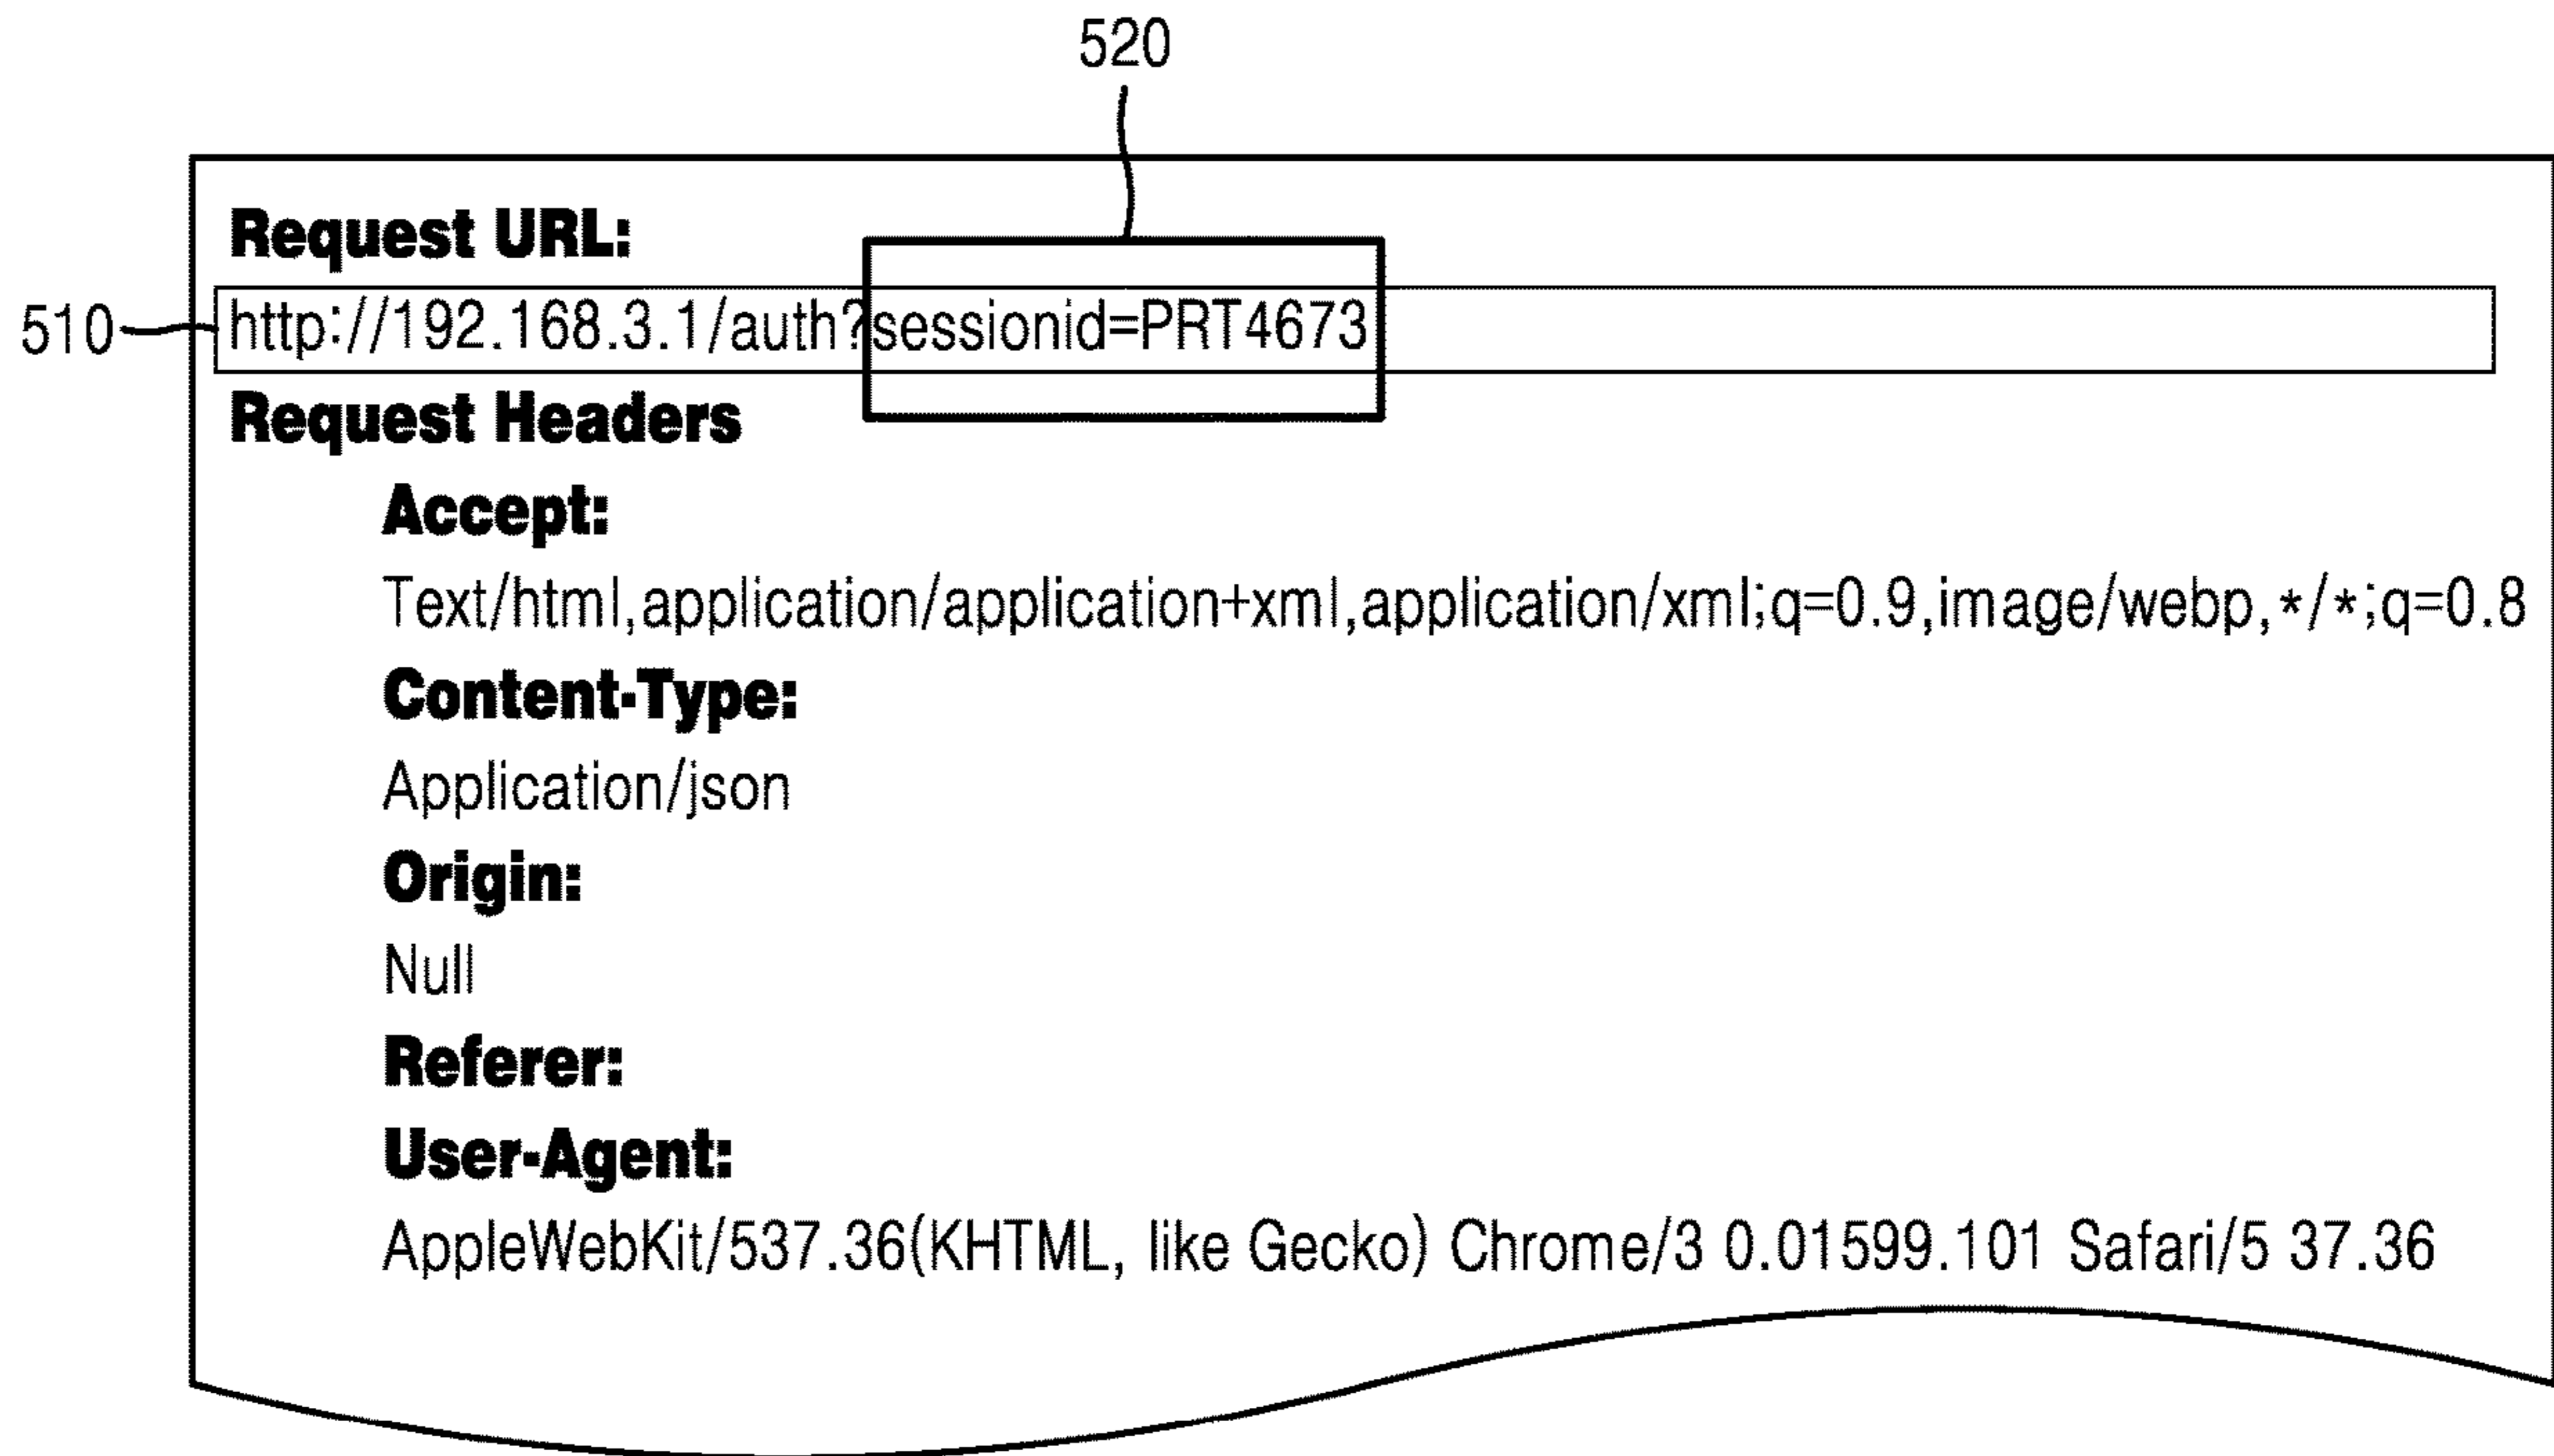 520
Request URL:
510
http://192.168.3.1/auth?sessionid=PRT4673
Request Headers
Accept:
Text/html,application/application+xml,application/xml;q=0.9,image/webp,*/*;q=0.8
Content-Type:
Application/json
Origin:
Null
Referer:
User-Agent:
AppleWebKit/537.36(KHTML, like Gecko) Chrome/3 0.01599.101 Safari/5 37.36